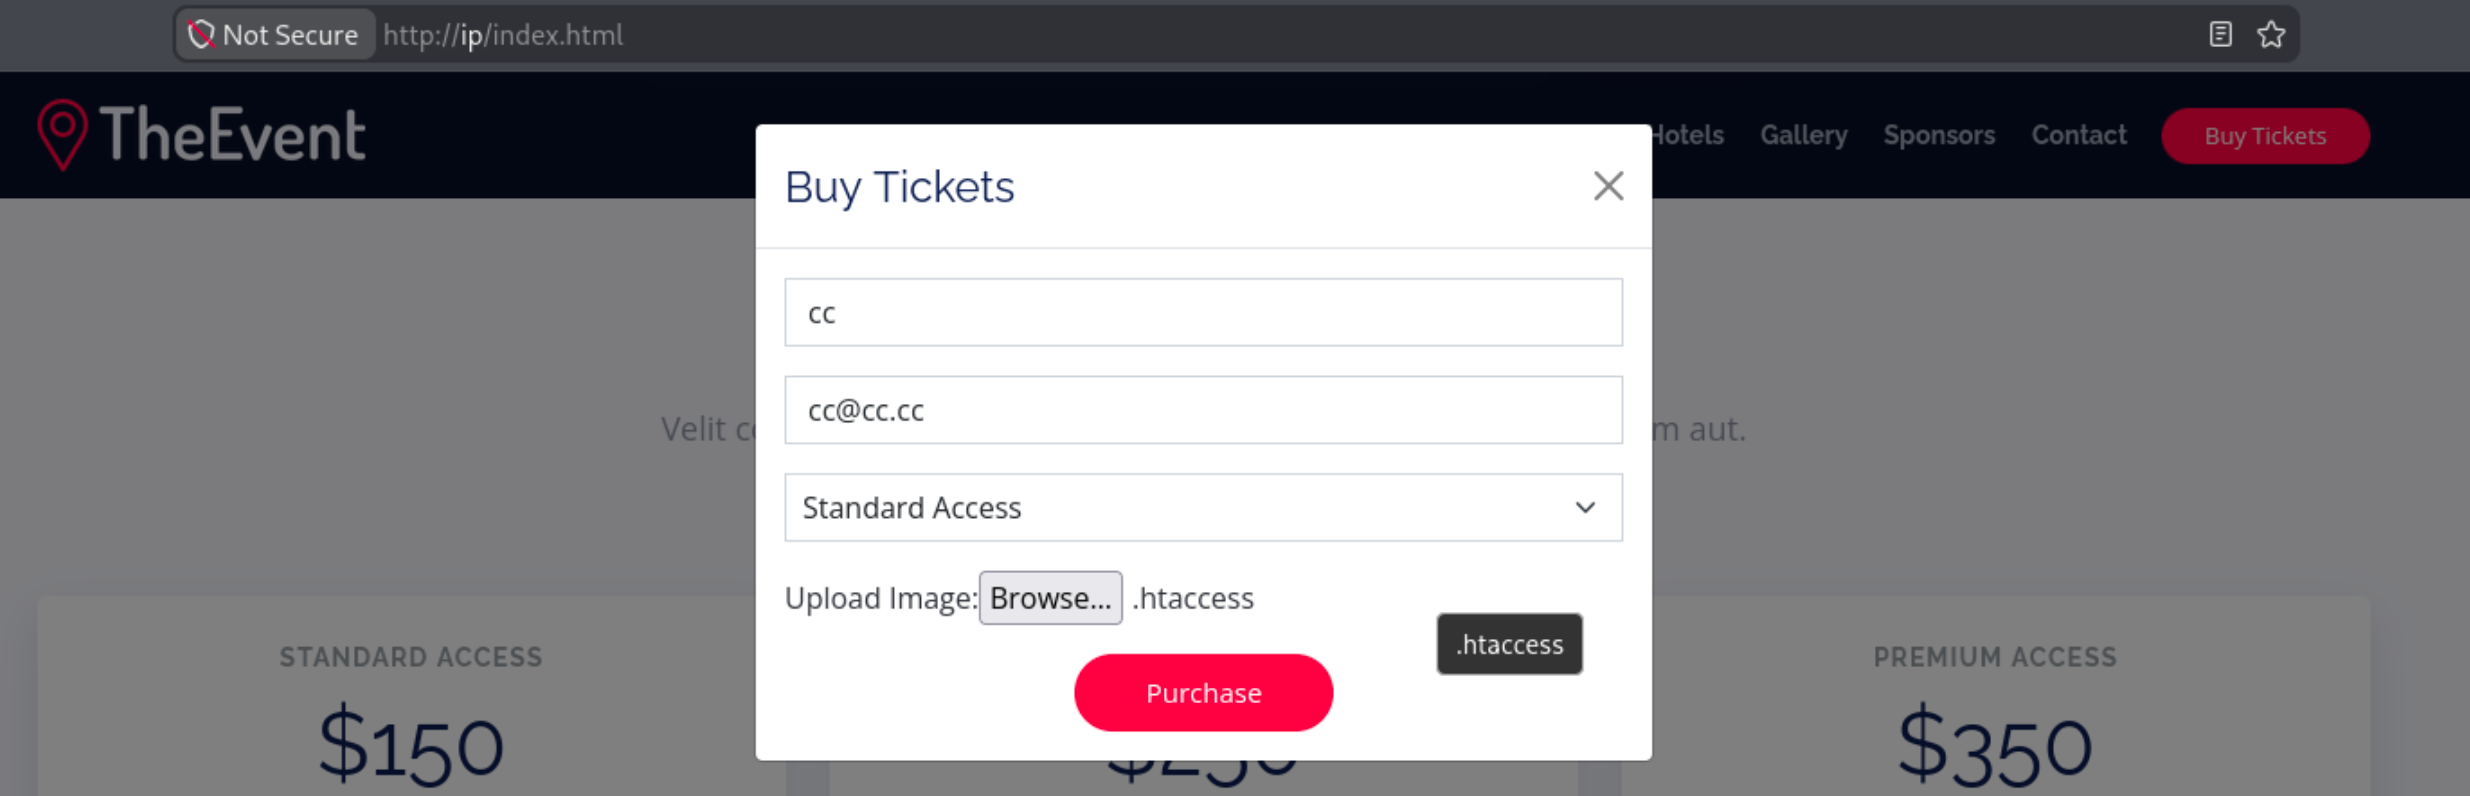 Not Secure http://ip/index.html
TheEvent
Hotels Gallery Sponsors Contact Buy Tickets
Buy Tickets
cc
Velit
m aut.
cc@cc.cc
Standard Access
Upload Image: Browse... .htaccess
.htaccess
Purchase
STANDARD ACCESS
PREMIUM ACCESS
$150
$350